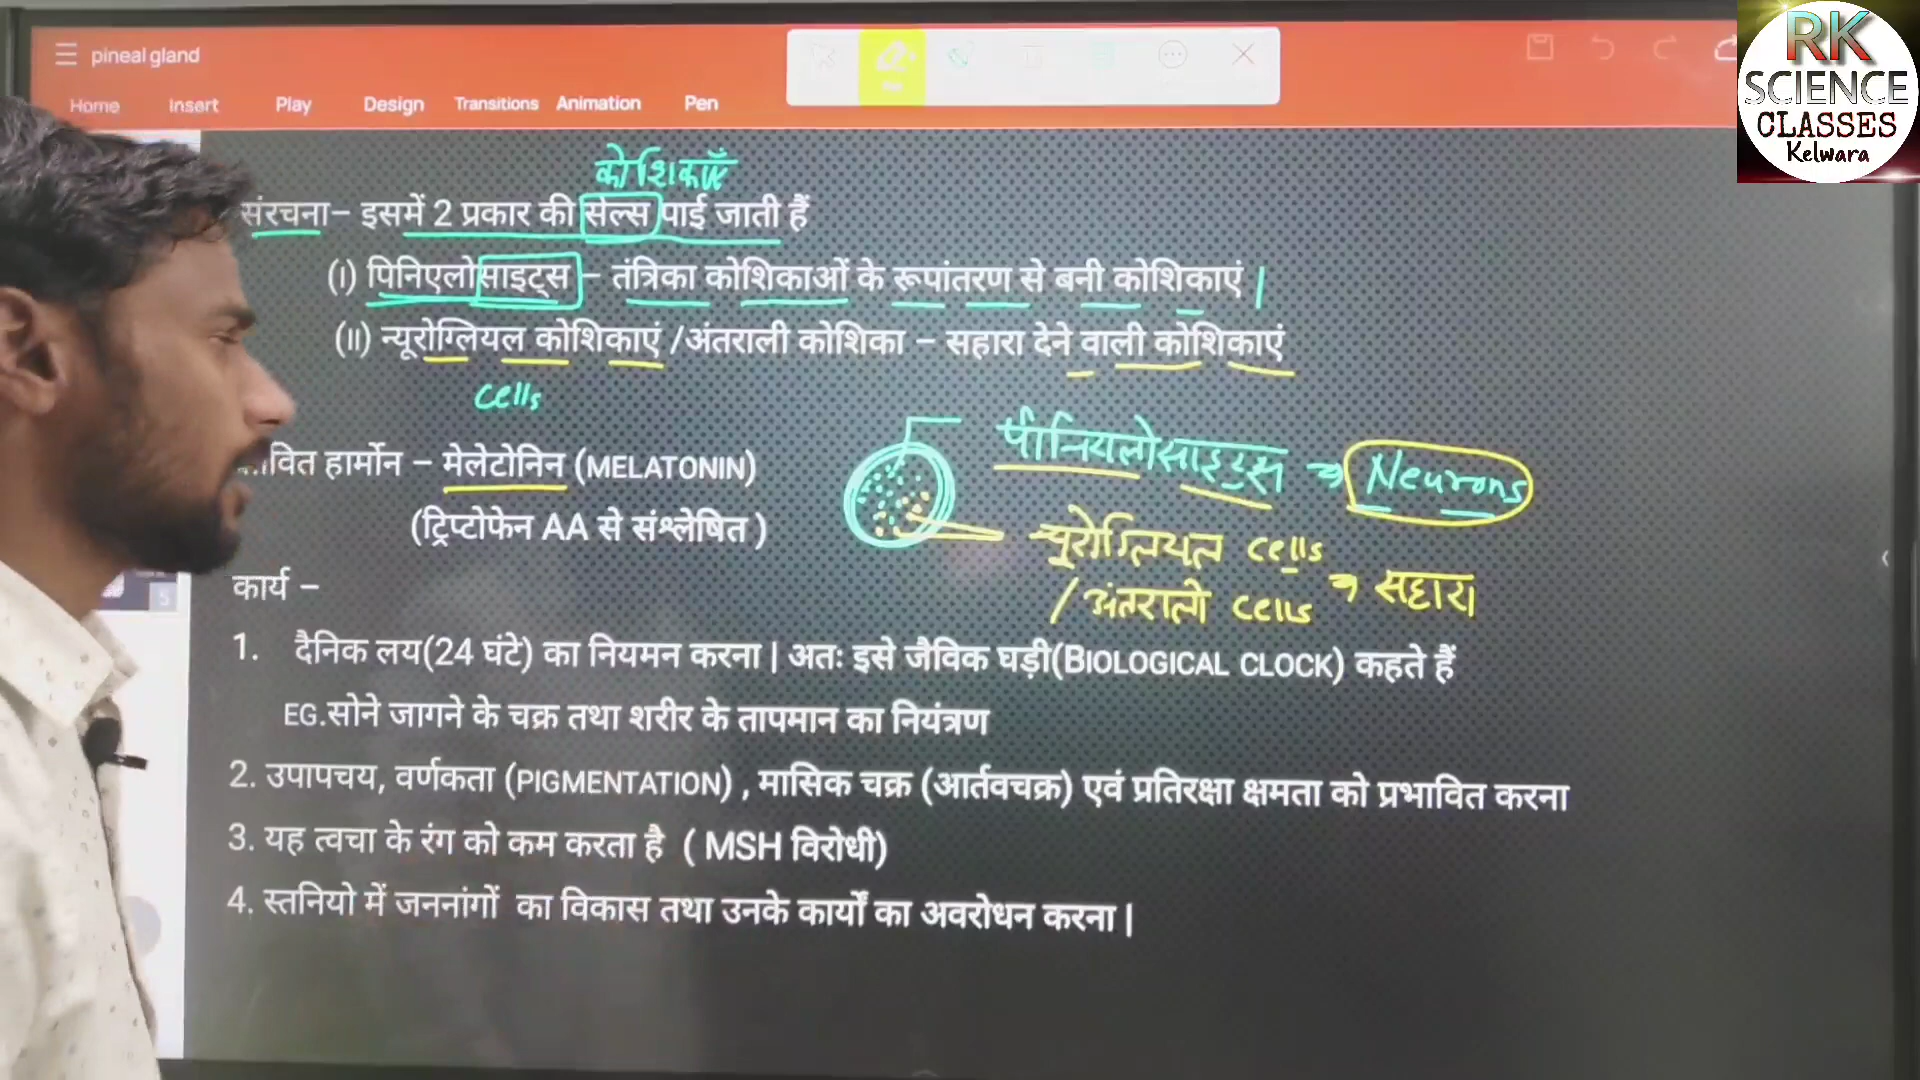 pineal gland
RK
SCIENCE
CLASSES
Kelwara
Home Insert Play Design Transitions Animation Pen
कोशिकाएँ
संरचना– इसमें 2 प्रकार की सेल्स पाई जाती हैं
(I) पिनिएलोसाइट्स – तंत्रिका कोशिकाओं के रूपांतरण से बनी कोशिकाएं |
(II) न्यूरोग्लियल कोशिकाएं /अंतराली कोशिका – सहारा देने वाली कोशिकाएं
cells
पीनियलोसाइट्स → Neurons
हार्मोन – मेलेटोनिन (MELATONIN)
(ट्रिप्टोफेन AA से संश्लेषित )
न्यूरोग्लियल cells
/ अंतराली cells → सहारा
कार्य –
5
1. दैनिक लय(24 घंटे) का नियमन करना | अतः इसे जैविक घड़ी(BIOLOGICAL CLOCK) कहते हैं
EG.सोने जागने के चक्र तथा शरीर के तापमान का नियंत्रण
2. उपापचय, वर्णकता (PIGMENTATION) , मासिक चक्र (आर्तवचक्र) एवं प्रतिरक्षा क्षमता को प्रभावित करना
3. यह त्वचा के रंग को कम करता है ( MSH विरोधी)
4. स्तनियो में जननांगों का विकास तथा उनके कार्यों का अवरोधन करना |